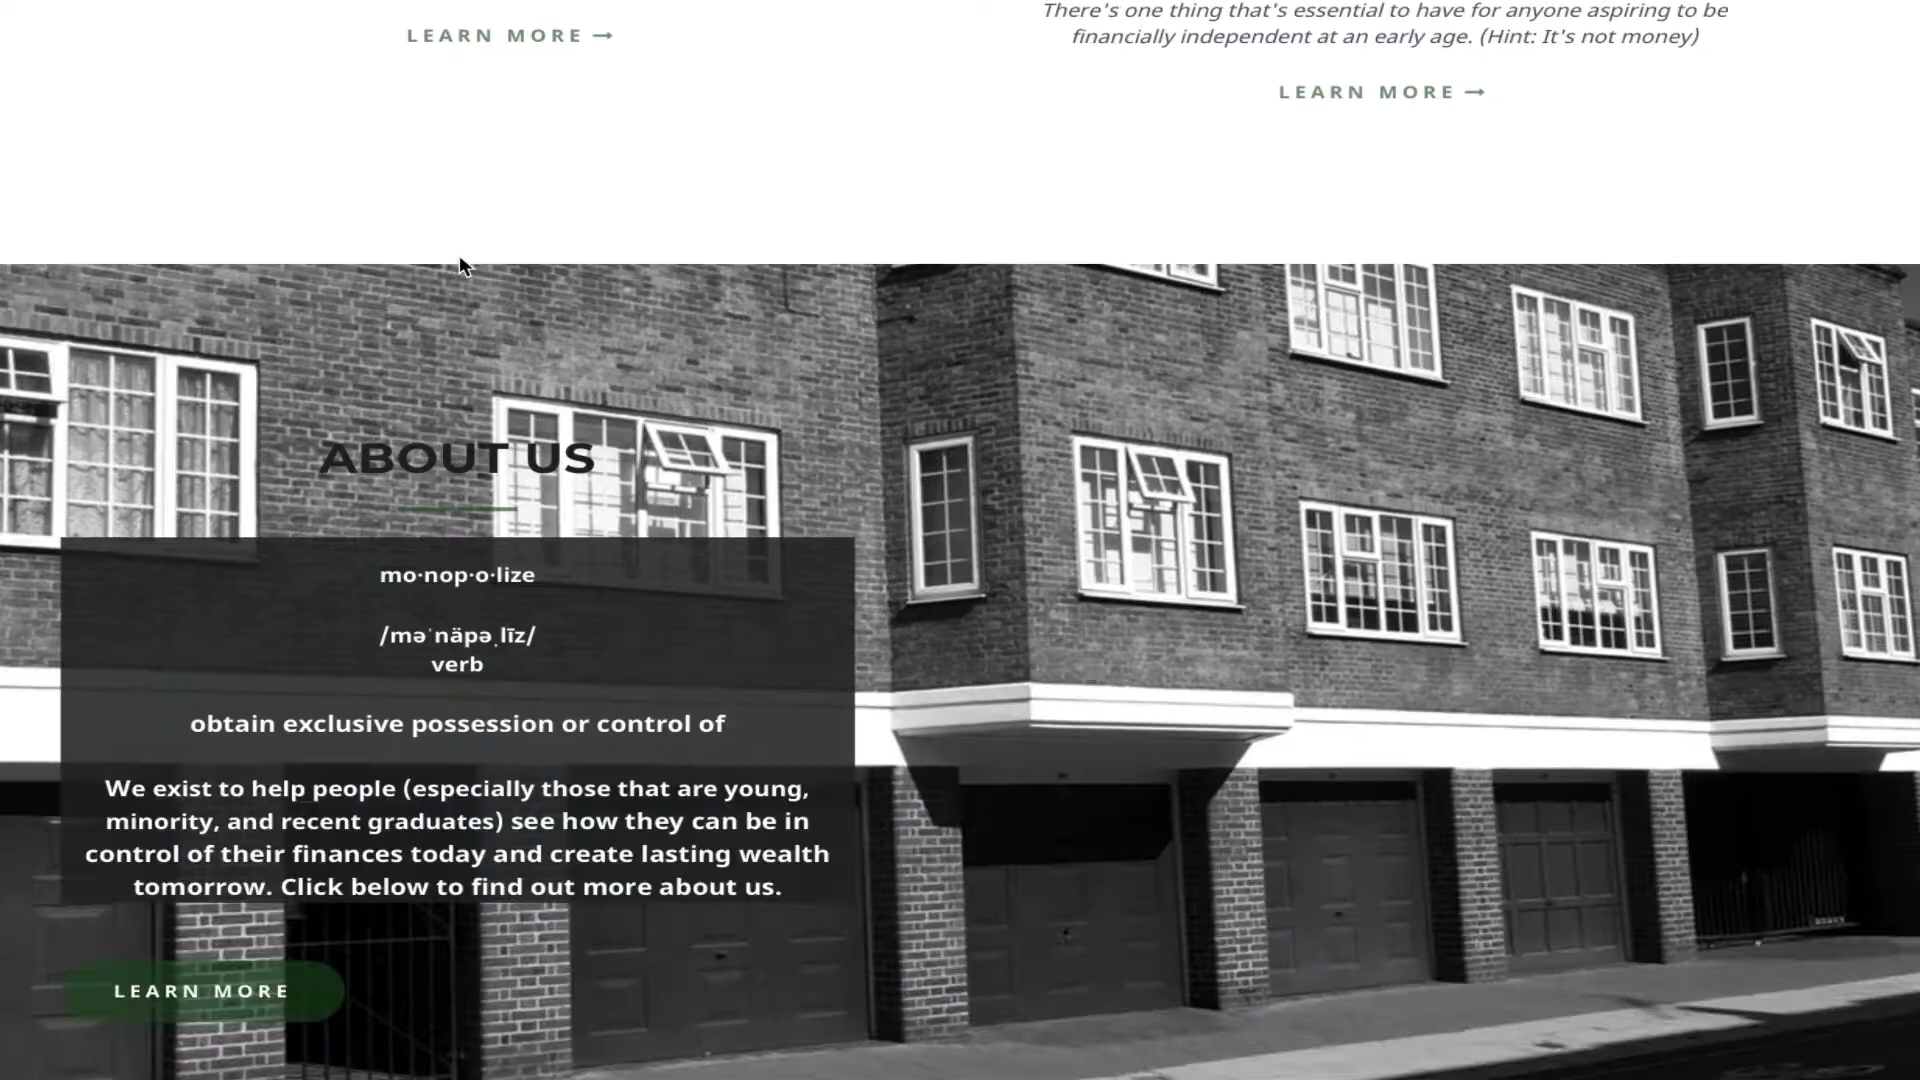 LEARN MORE →
There's one thing that's essential to have for anyone aspiring to be
financially independent at an early age. (Hint: It's not money)
LEARN MORE →
ABOUT US
mo·nop·o·lize
/məˈnäpəˌlīz/
verb
obtain exclusive possession or control of
We exist to help people (especially those that are young,
minority, and recent graduates) see how they can be in
control of their finances today and create lasting wealth
tomorrow. Click below to find out more about us.
LEARN MORE